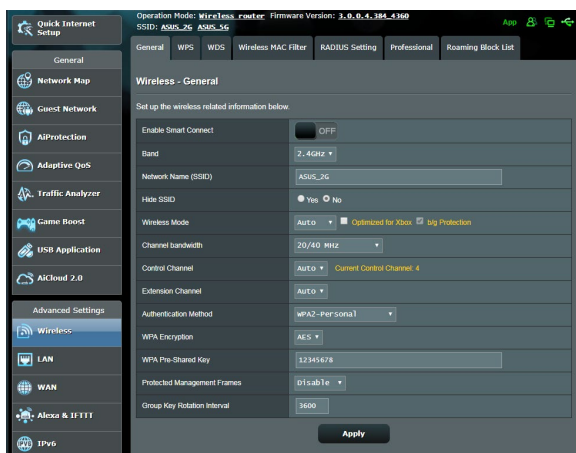 Quick Internet
Setup
Operation Mode: Wireless router Firmware Version: 3.0.0.4.384_4360
SSID: ASUS_2G ASUS_5G
App
General
Network Map
Guest Network
AiProtection
Adaptive QoS
Traffic Analyzer
Game Boost
USB Application
AiCloud 2.0
Advanced Settings
Wireless
LAN
WAN
Alexa & IFTTT
IPv6
General WPS WDS Wireless MAC Filter RADIUS Setting Professional Roaming Block List
Wireless - General
Set up the wireless related information below.
Enable Smart Connect OFF
Band 2.4GHz
Network Name (SSID) ASUS_2G
Hide SSID Yes No
Wireless Mode Auto Optimized for Xbox b/g Protection
Channel bandwidth 20/40 MHz
Control Channel Auto Current Control Channel: 4
Extension Channel Auto
Authentication Method WPA2-Personal
WPA Encryption AES
WPA Pre-Shared Key 12345678
Protected Management Frames Disable
Group Key Rotation Interval 3600
Apply